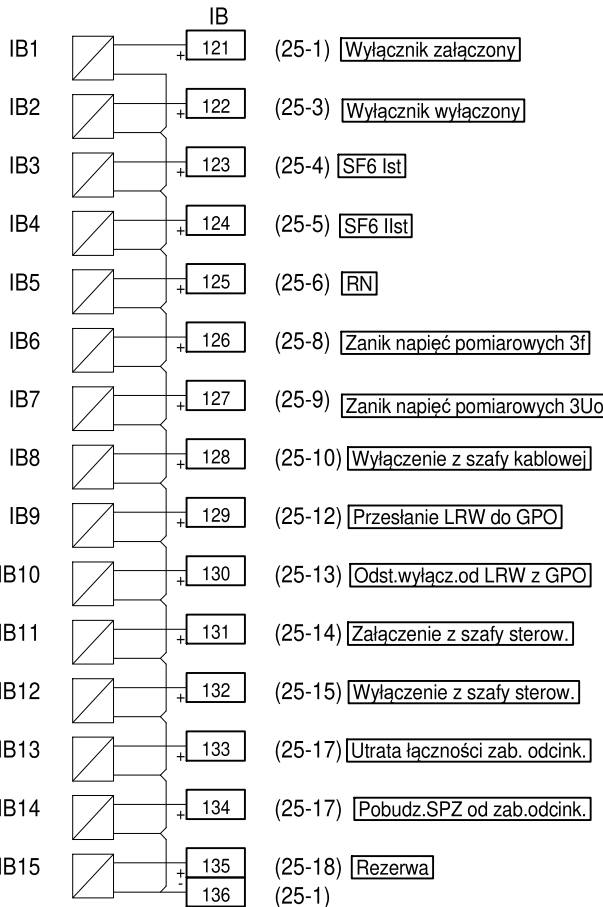 IB
IB1 + 121 (25-1) Wyłącznik załączony
IB2 + 122 (25-3) Wyłącznik wyłączony
IB3 + 123 (25-4) SF6 Ist
IB4 + 124 (25-5) SF6 IIst
IB5 + 125 (25-6) RN
IB6 + 126 (25-8) Zanik napięć pomiarowych 3f
IB7 + 127 (25-9) Zanik napięć pomiarowych 3Uo
IB8 + 128 (25-10) Wyłączenie z szafy kablowej
IB9 + 129 (25-12) Przesłanie LRW do GPO
IB10 + 130 (25-13) Odst.wyłącz.od LRW z GPO
IB11 + 131 (25-14) Załączenie z szafy sterow.
IB12 + 132 (25-15) Wyłączenie z szafy sterow.
IB13 + 133 (25-17) Utrata łączności zab. odcink.
IB14 + 134 (25-17) Pobudz.SPZ od zab.odcink.
IB15 + 135 (25-18) Rezerwa
- 136 (25-1)